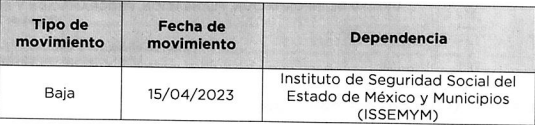 Tipo de movimiento
Fecha de movimiento
Dependencia
Baja
15/04/2023
Instituto de Seguridad Social del
Estado de México y Municipios
(ISSEMYM)